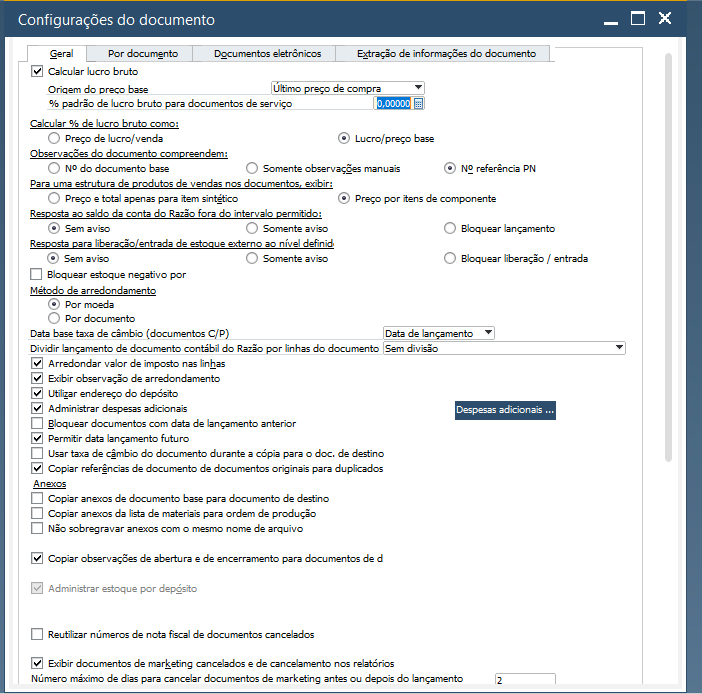 Configurações do documento
Geral Por documento Documentos eletrônicos Extração de informações do documento
Calcular lucro bruto
Origem do preço base Último preço de compra
% padrão de lucro bruto para documentos de serviço 0,00000
Calcular % de lucro bruto como:
Preço de lucro/venda Lucro/preço base
Observações do documento compreendem:
Nº do documento base Somente observações manuais Nº referência PN
Para uma estrutura de produtos de vendas nos documentos, exibir:
Preço e total apenas para item sintético Preço por itens de componente
Resposta ao saldo da conta do Razão fora do intervalo permitido:
Sem aviso Somente aviso Bloquear lançamento
Resposta para liberação/entrada de estoque externo ao nível definid
Sem aviso Somente aviso Bloquear liberação / entrada
Bloquear estoque negativo por
Método de arredondamento
Por moeda
Por documento
Data base taxa de câmbio (documentos C/P) Data de lançamento
Dividir lançamento de documento contábil do Razão por linhas do documento Sem divisão
Arredondar valor de imposto nas linhas
Exibir observação de arredondamento
Utilizar endereço do depósito
Administrar despesas adicionais Despesas adicionais ...
Bloquear documentos com data de lançamento anterior
Permitir data lançamento futuro
Usar taxa de câmbio do documento durante a cópia para o doc. de destino
Copiar referências de documento de documentos originais para duplicados
Anexos
Copiar anexos de documento base para documento de destino
Copiar anexos da lista de materiais para ordem de produção
Não sobregravar anexos com o mesmo nome de arquivo
Copiar observações de abertura e de encerramento para documentos de d
Administrar estoque por depósito
Reutilizar números de nota fiscal de documentos cancelados
Exibir documentos de marketing cancelados e de cancelamento nos relatórios
Número máximo de dias para cancelar documentos de marketing antes ou depois do lançamento 2